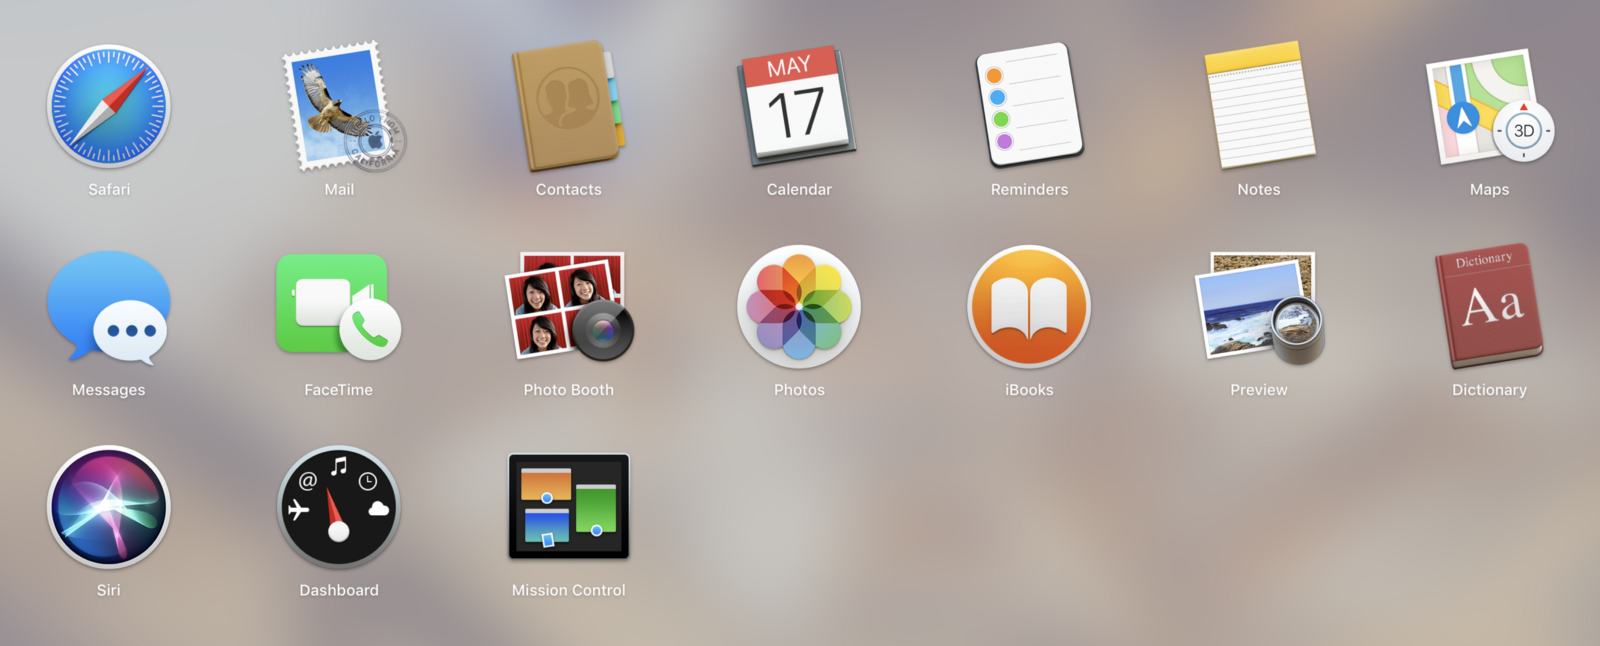 MAY
17
3D
Safari
Mail
Contacts
Calendar
Reminders
Notes
Maps
Dictionary
Aa
Messages
FaceTime
Photo Booth
Photos
iBooks
Preview
Dictionary
@
Siri
Dashboard
Mission Control